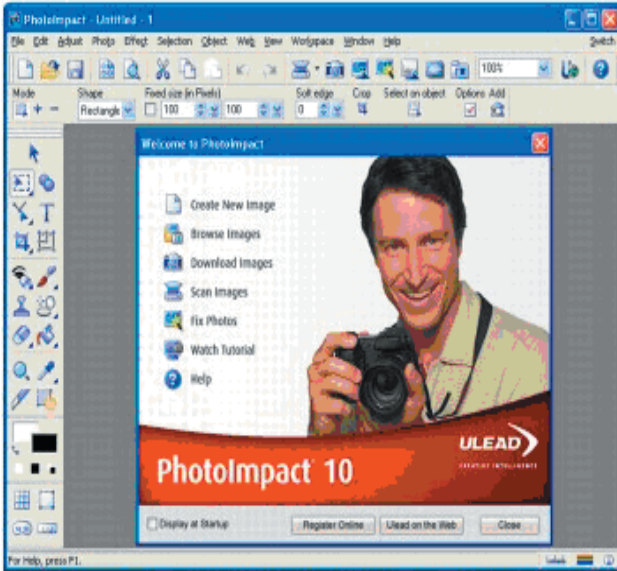 PhotoImpact - Untitled - 1
File Edit Adjust Photo Effect Selection Object Web View Workspace Window Help Switch
100%
Mode Shape Fixed size (in Pixels) Soft edge Crop Select an object Options Add
Rectangle 100 100 0
Welcome to PhotoImpact
Create New Image
Browse Images
Download Images
Scan Images
Fix Photos
Watch Tutorial
Help
ULEAD
CREATIVE INTELLIGENCE
PhotoImpact 10
Display at Startup Register Online Ulead on the Web Close
For Help, press F1.